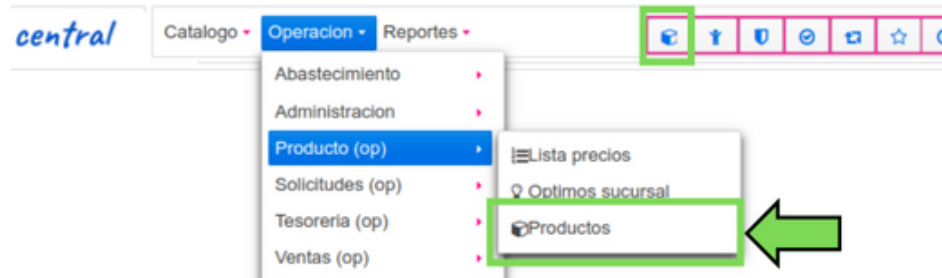 central Catalogo Operacion Reportes
Abastecimiento
Administracion
Producto (op)
Lista precios
Solicitudes (op)
Optimos sucursal
Tesoreria (op)
Productos
Ventas (op)